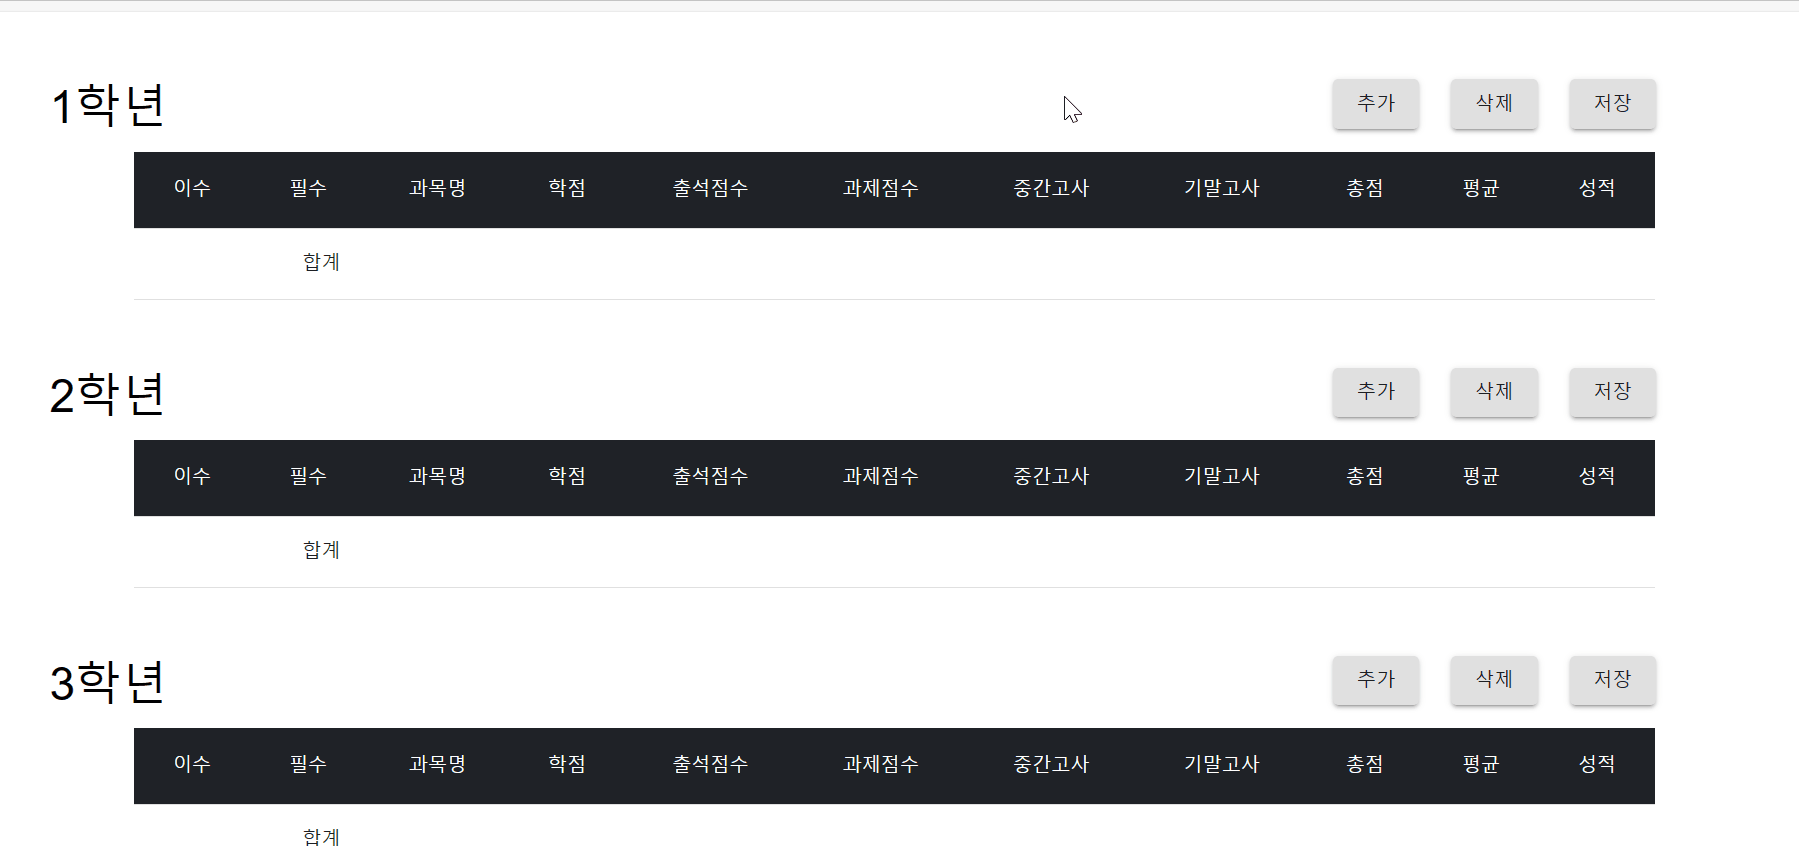 1학년 추가 삭제 저장
이수 필수 과목명 학점 출석점수 과제점수 중간고사 기말고사 총점 평균 성적
합계
2학년 추가 삭제 저장
이수 필수 과목명 학점 출석점수 과제점수 중간고사 기말고사 총점 평균 성적
합계
3학년 추가 삭제 저장
이수 필수 과목명 학점 출석점수 과제점수 중간고사 기말고사 총점 평균 성적
합계